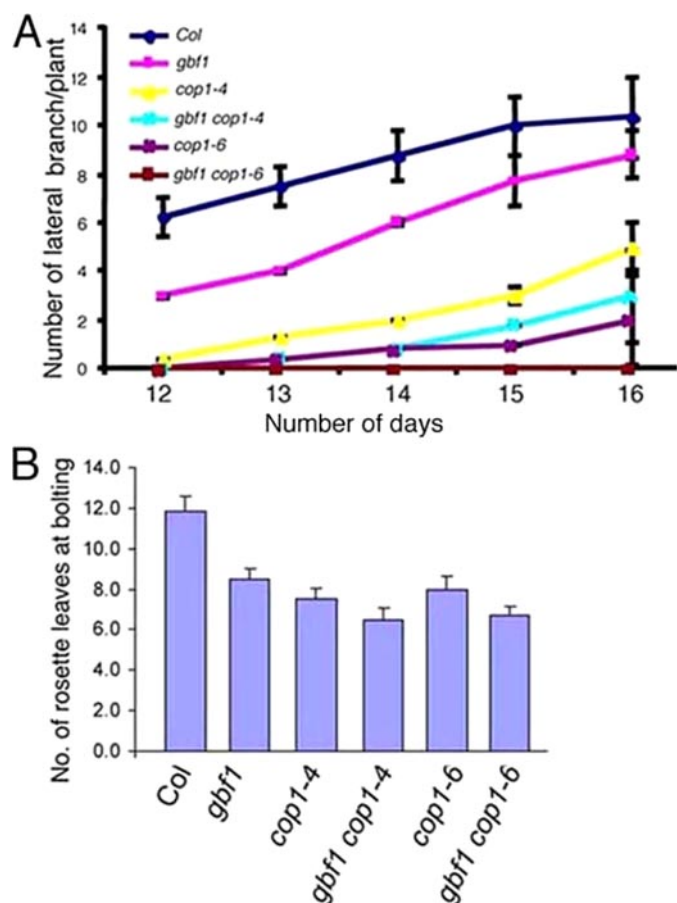 A
Number of lateral branch/plant
14
12
10
8
6
4
2
0
Col
gbf1
cop1-4
gbf1 cop1-4
cop1-6
gbf1 cop1-6
12 13 14 15 16
Number of days
B
No. of rosette leaves at bolting
14.0
12.0
10.0
8.0
6.0
4.0
2.0
0.0
Col
gbf1
cop1-4
gbf1 cop1-4
cop1-6
gbf1 cop1-6